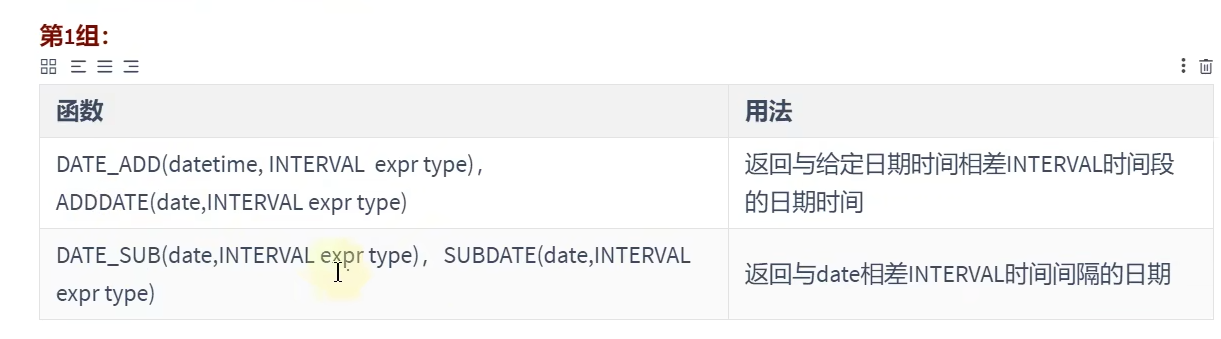 第1组：
函数
用法
DATE_ADD(datetime, INTERVAL  expr type)，
ADDDATE(date,INTERVAL expr type)
返回与给定日期时间相差INTERVAL时间段
的日期时间
DATE_SUB(date,INTERVAL expr type)，SUBDATE(date,INTERVAL
expr type)
返回与date相差INTERVAL时间间隔的日期